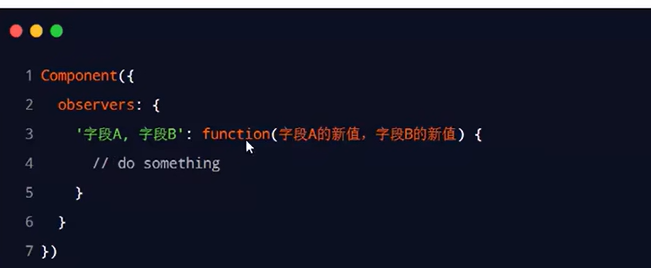 1 Component({
2   observers: {
3     '字段A, 字段B': function(字段A的新值, 字段B的新值) {
4       // do something
5     }
6   }
7 })